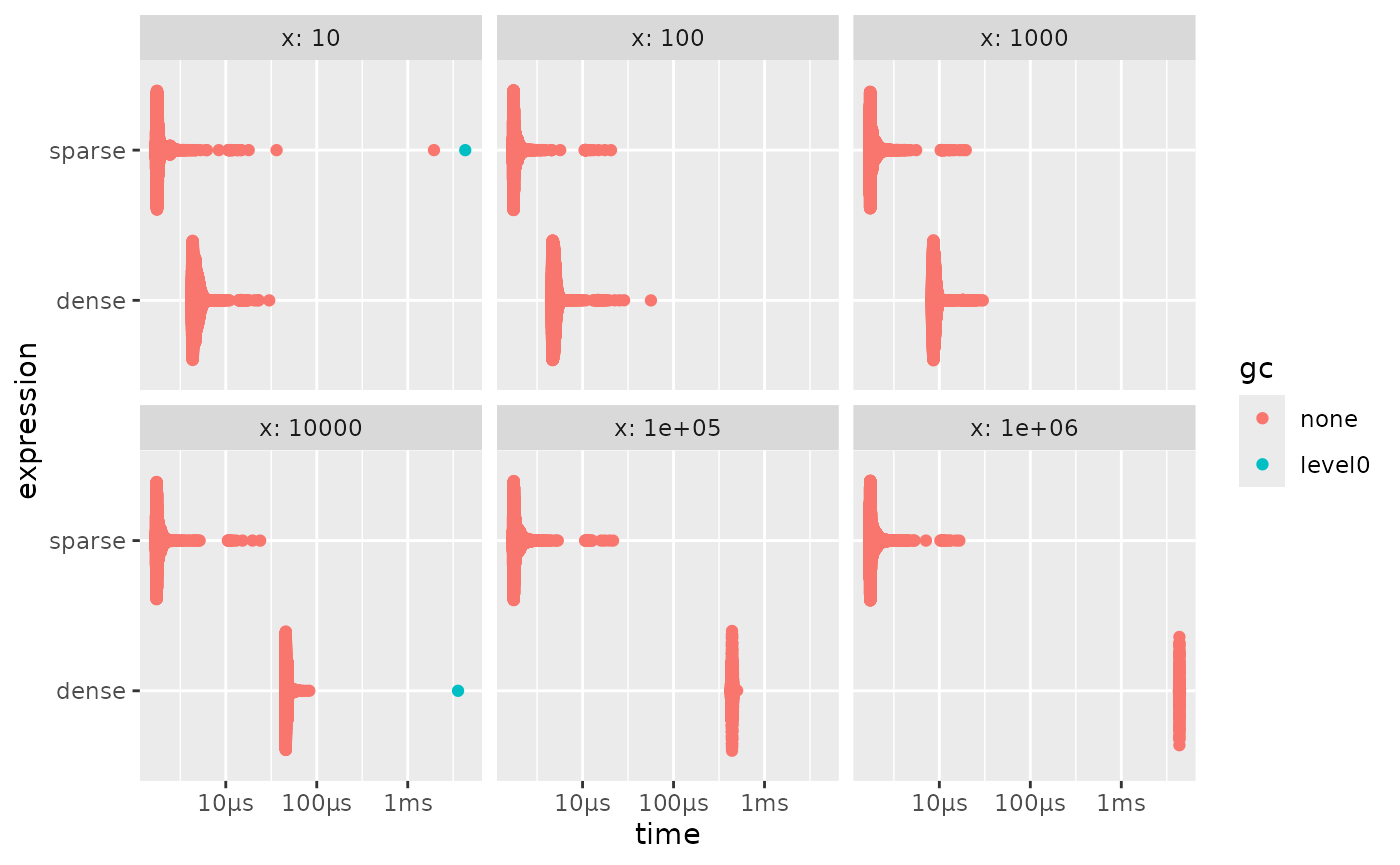 x: 10
x: 100
x: 1000
sparse
dense
expression
x: 10000
x: 1e+05
x: 1e+06
sparse
dense
10µs
100µs
1ms
10µs
100µs
1ms
10µs
100µs
1ms
time
gc
none
level0